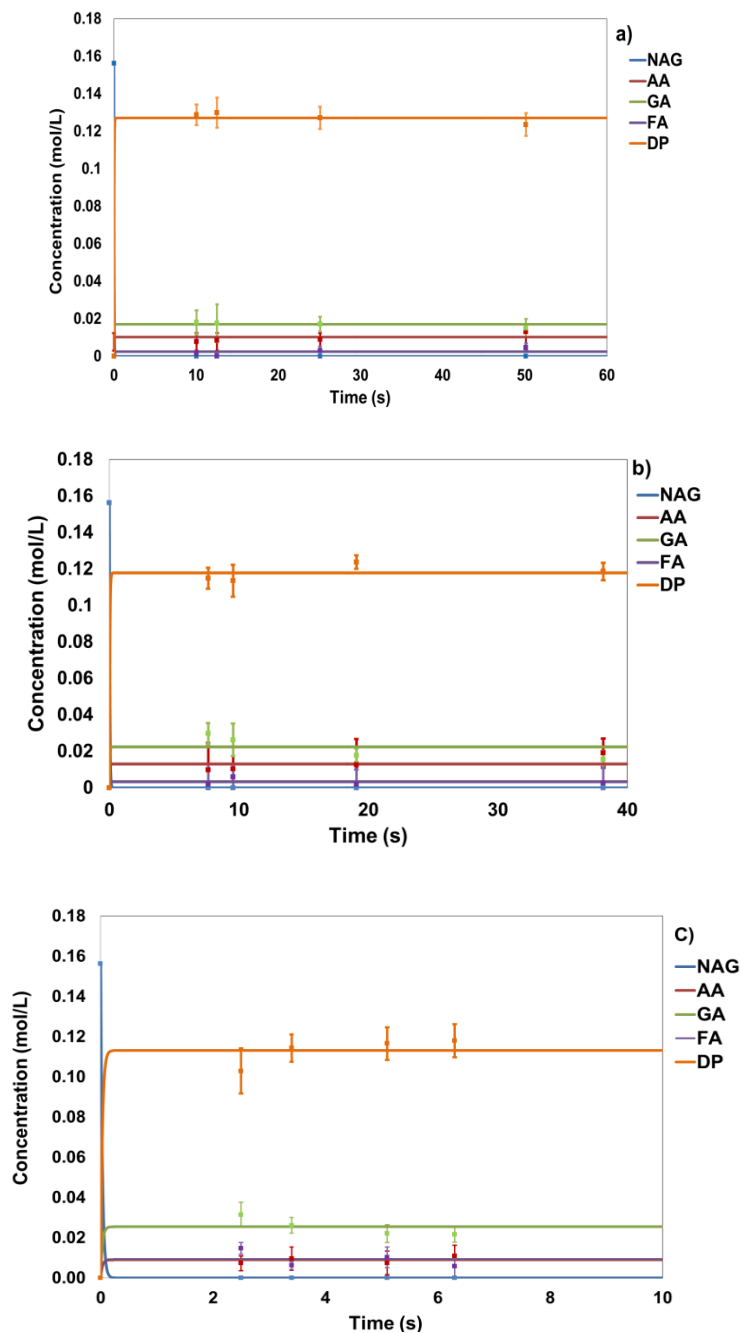 a)
0.18
0.16
0.14
0.12
0.1
0.08
0.06
0.04
0.02
0
Concentration (mol/L)
0 10 20 30 40 50 60
Time (s)
NAG
AA
GA
FA
DP
b)
0.18
0.16
0.14
0.12
0.1
0.08
0.06
0.04
0.02
0
Concentration (mol/L)
0 10 20 30 40
Time (s)
NAG
AA
GA
FA
DP
C)
0.18
0.16
0.14
0.12
0.10
0.08
0.06
0.04
0.02
0.00
Concentration (mol/L)
0 2 4 6 8 10
Time (s)
NAG
AA
GA
FA
DP